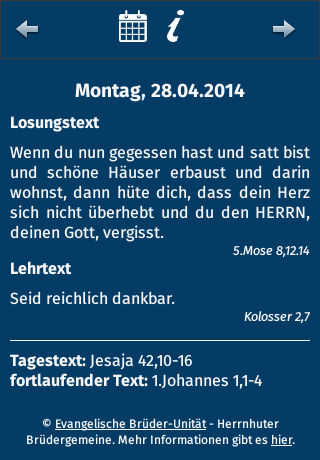 Montag, 28.04.2014
Losungstext
Wenn du nun gegessen hast und satt bist
und schöne Häuser erbaust und darin
wohnst, dann hüte dich, dass dein Herz
sich nicht überhebt und du den HERRN,
deinen Gott, vergisst.
5.Mose 8,12.14
Lehrtext
Seid reichlich dankbar.
Kolosser 2,7
Tagestext: Jesaja 42,10-16
fortlaufender Text: 1.Johannes 1,1-4
© Evangelische Brüder-Unität - Herrnhuter
Brüdergemeine. Mehr Informationen gibt es hier.